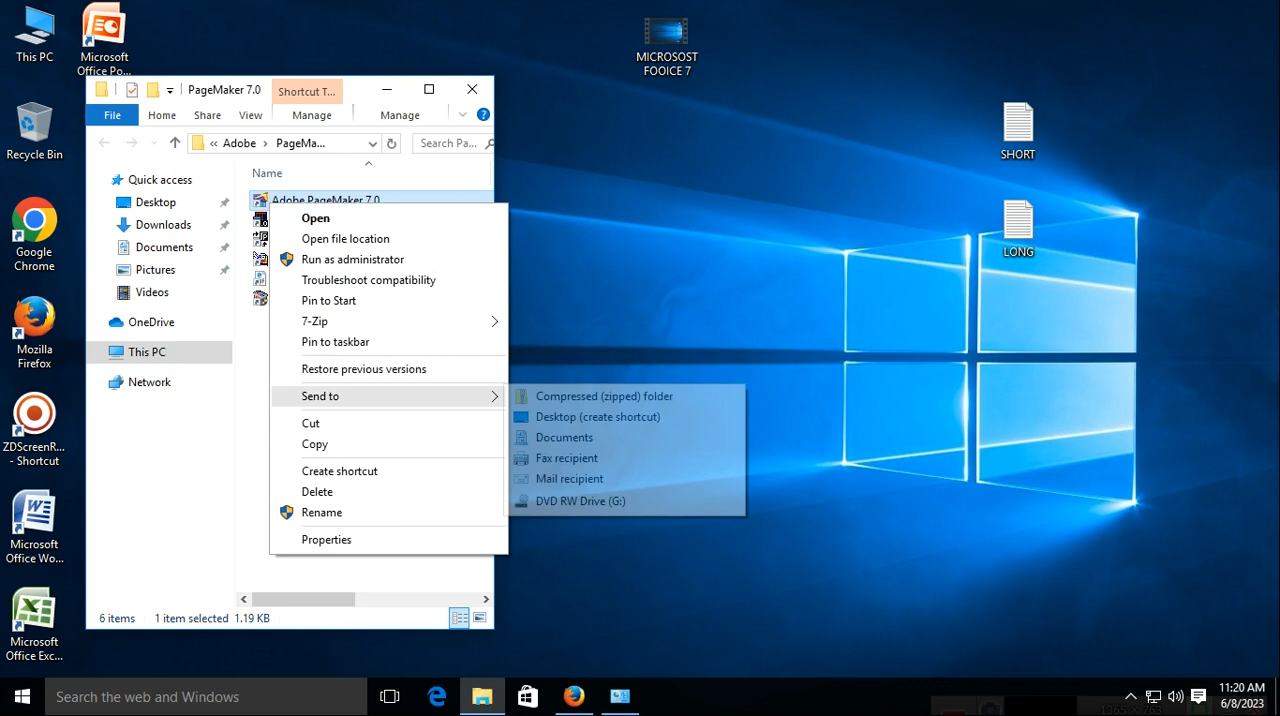 This PC
Microsoft
Office Po...
Recycle Bin
Google
Chrome
Mozilla
Firefox
ZDScreenR...
- Shortcut
Microsoft
Office Wo...
Microsoft
Office Exc...
MICROSOST
FOOICE 7
SHORT
LONG
PageMaker 7.0
Shortcut T...
File
Home
Share
View
Manage
Manage
« Adobe > PageMa...
Search Pa...
Quick access
Desktop
Downloads
Documents
Pictures
Videos
OneDrive
This PC
Network
Name
Adobe PageMaker 7.0
Open
Open file location
Run as administrator
Troubleshoot compatibility
Pin to Start
7-Zip
Pin to taskbar
Restore previous versions
Send to
Cut
Copy
Create shortcut
Delete
Rename
Properties
Compressed (zipped) folder
Desktop (create shortcut)
Documents
Fax recipient
Mail recipient
DVD RW Drive (G:)
6 items
1 item selected 1.19 KB
Search the web and Windows
11:20 AM
6/8/2023